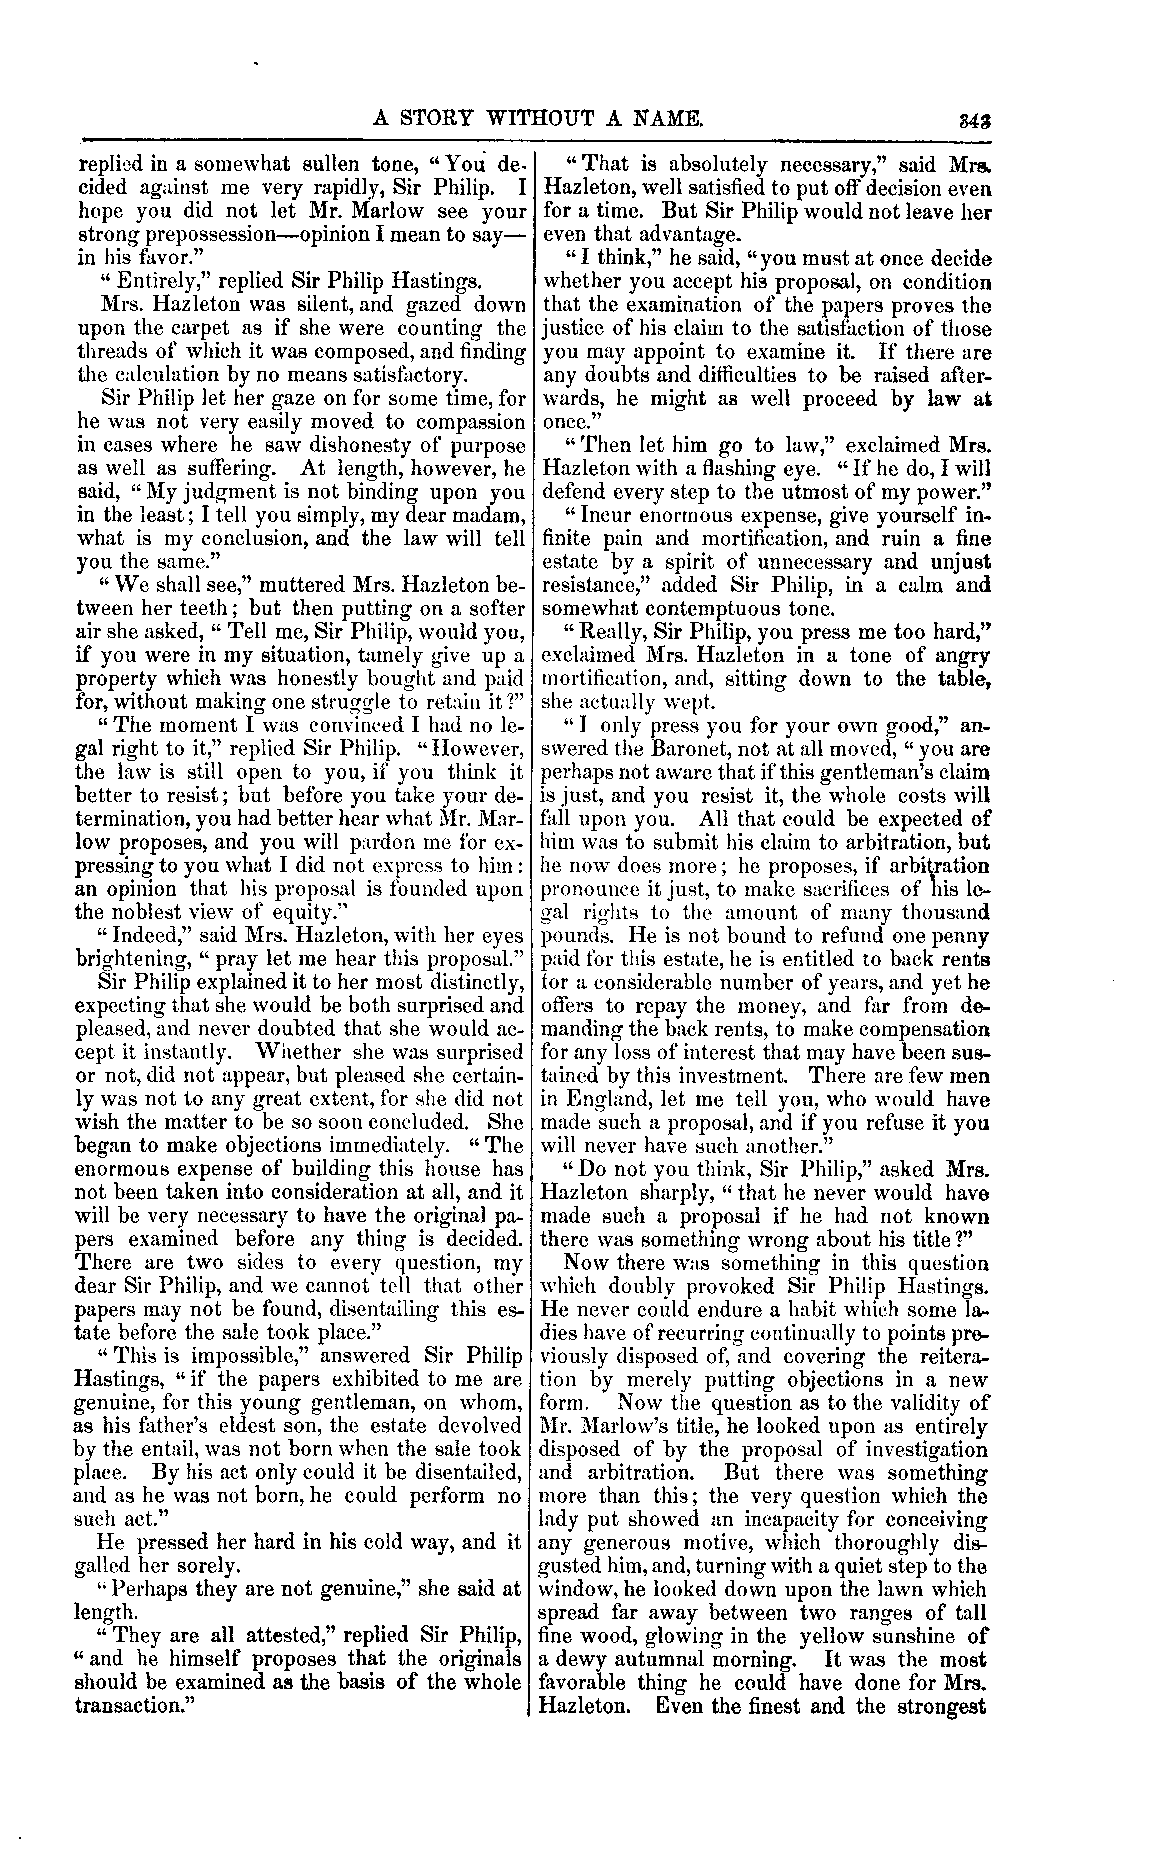 A STORY WITHOUT A NAME.
343
replied in a somewhat sullen tone, “You de-
cided against me very rapidly, Sir Philip. I
hope you did not let Mr. Marlow see your
strong prepossession—opinion I mean to say—
in his favor.”
“Entirely,” replied Sir Philip Hastings.
Mrs. Hazleton was silent, and gazed down
upon the carpet as if she were counting the
threads of which it was composed, and finding
the calculation by no means satisfactory.
Sir Philip let her gaze on for some time, for
he was not very easily moved to compassion
in cases where he saw dishonesty of purpose
as well as suffering. At length, however, he
said, “My judgment is not binding upon you
in the least; I tell you simply, my dear madam,
what is my conclusion, and the law will tell
you the same.”
“We shall see,” muttered Mrs. Hazleton be-
tween her teeth; but then putting on a softer
air she asked, “Tell me, Sir Philip, would you,
if you were in my situation, tamely give up a
property which was honestly bought and paid
for, without making one struggle to retain it?”
“The moment I was convinced I had no le-
gal right to it,” replied Sir Philip. “However,
the law is still open to you, if you think it
better to resist; but before you take your de-
termination, you had better hear what Mr. Mar-
low proposes, and you will pardon me for ex-
pressing to you what I did not express to him:
an opinion that his proposal is founded upon
the noblest view of equity.”
“Indeed,” said Mrs. Hazleton, with her eyes
brightening, “pray let me hear this proposal.”
Sir Philip explained it to her most distinctly,
expecting that she would be both surprised and
pleased, and never doubted that she would ac-
cept it instantly. Whether she was surprised
or not, did not appear, but pleased she certain-
ly was not to any great extent, for she did not
wish the matter to be so soon concluded. She
began to make objections immediately. “The
enormous expense of building this house has
not been taken into consideration at all, and it
will be very necessary to have the original pa-
pers examined before any thing is decided.
There are two sides to every question, my
dear Sir Philip, and we cannot tell that other
papers may not be found, disentailing this es-
tate before the sale took place.”
“This is impossible,” answered Sir Philip
Hastings, “if the papers exhibited to me are
genuine, for this young gentleman, on whom,
as his father’s eldest son, the estate devolved
by the entail, was not born when the sale took
place. By his act only could it be disentailed,
and as he was not born, he could perform no
such act.”
He pressed her hard in his cold way, and it
galled her sorely.
“Perhaps they are not genuine,” she said at
length.
“They are all attested,” replied Sir Philip,
“and he himself proposes that the originals
should be examined as the basis of the whole
transaction.”
“That is absolutely necessary,” said Mrs.
Hazleton, well satisfied to put off decision even
for a time. But Sir Philip would not leave her
even that advantage.
“I think,” he said, “you must at once decide
whether you accept his proposal, on condition
that the examination of the papers proves the
justice of his claim to the satisfaction of those
you may appoint to examine it. If there are
any doubts and difficulties to be raised after-
wards, he might as well proceed by law at
once.”
“Then let him go to law,” exclaimed Mrs.
Hazleton with a flashing eye. “If he do, I will
defend every step to the utmost of my power.”
“Incur enormous expense, give yourself in-
finite pain and mortification, and ruin a fine
estate by a spirit of unnecessary and unjust
resistance,” added Sir Philip, in a calm and
somewhat contemptuous tone.
“Really, Sir Philip, you press me too hard,”
exclaimed Mrs. Hazleton in a tone of angry
mortification, and, sitting down to the table,
she actually wept.
“I only press you for your own good,” an-
swered the Baronet, not at all moved, “you are
perhaps not aware that if this gentleman’s claim
is just, and you resist it, the whole costs will
fall upon you. All that could be expected of
him was to submit his claim to arbitration, but
he now does more; he proposes, if arbitration
pronounce it just, to make sacrifices of his le-
gal rights to the amount of many thousand
pounds. He is not bound to refund one penny
paid for this estate, he is entitled to back rents
for a considerable number of years, and yet he
offers to repay the money, and far from de-
manding the back rents, to make compensation
for any loss of interest that may have been sus-
tained by this investment. There are few men
in England, let me tell you, who would have
made such a proposal, and if you refuse it you
will never have such another.”
“Do not you think, Sir Philip,” asked Mrs.
Hazleton sharply, “that he never would have
made such a proposal if he had not known
there was something wrong about his title?”
Now there was something in this question
which doubly provoked Sir Philip Hastings.
He never could endure a habit which some la-
dies have of recurring continually to points pre-
viously disposed of, and covering the reitera-
tion by merely putting objections in a new
form. Now the question as to the validity of
Mr. Marlow’s title, he looked upon as entirely
disposed of by the proposal of investigation
and arbitration. But there was something
more than this; the very question which the
lady put showed an incapacity for conceiving
any generous motive, which thoroughly dis-
gusted him, and, turning with a quiet step to the
window, he looked down upon the lawn which
spread far away between two ranges of tall
fine wood, glowing in the yellow sunshine of
a dewy autumnal morning. It was the most
favorable thing he could have done for Mrs.
Hazleton. Even the finest and the strongest